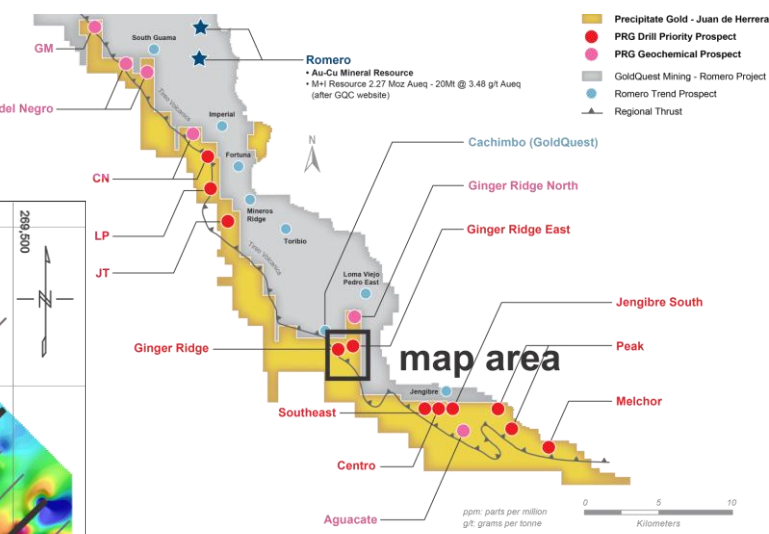 South Guama
GM
del Negro
Tireo Volcanics
Imperial
Fortuna
CN
LP
JT
Mineros
Ridge
Toribio
Tireo Volcanics
Loma Viejo
Pedro East
Romero
• Au-Cu Mineral Resource
• M+I Resource 2.27 Moz Aueq - 20Mt @ 3.48 g/t Aueq
(after GQC website)
N
Precipitate Gold - Juan de Herrera
PRG Drill Priority Prospect
PRG Geochemical Prospect
GoldQuest Mining - Romero Project
Romero Trend Prospect
Regional Thrust
Cachimbo (GoldQuest)
Ginger Ridge North
Ginger Ridge East
Jengibre South
Peak
Melchor
Ginger Ridge
map area
Jengibre
Southeast
Centro
Aguacate
ppm: parts per million
g/t: grams per tonne
0 5 10
Kilometers
269,500
N